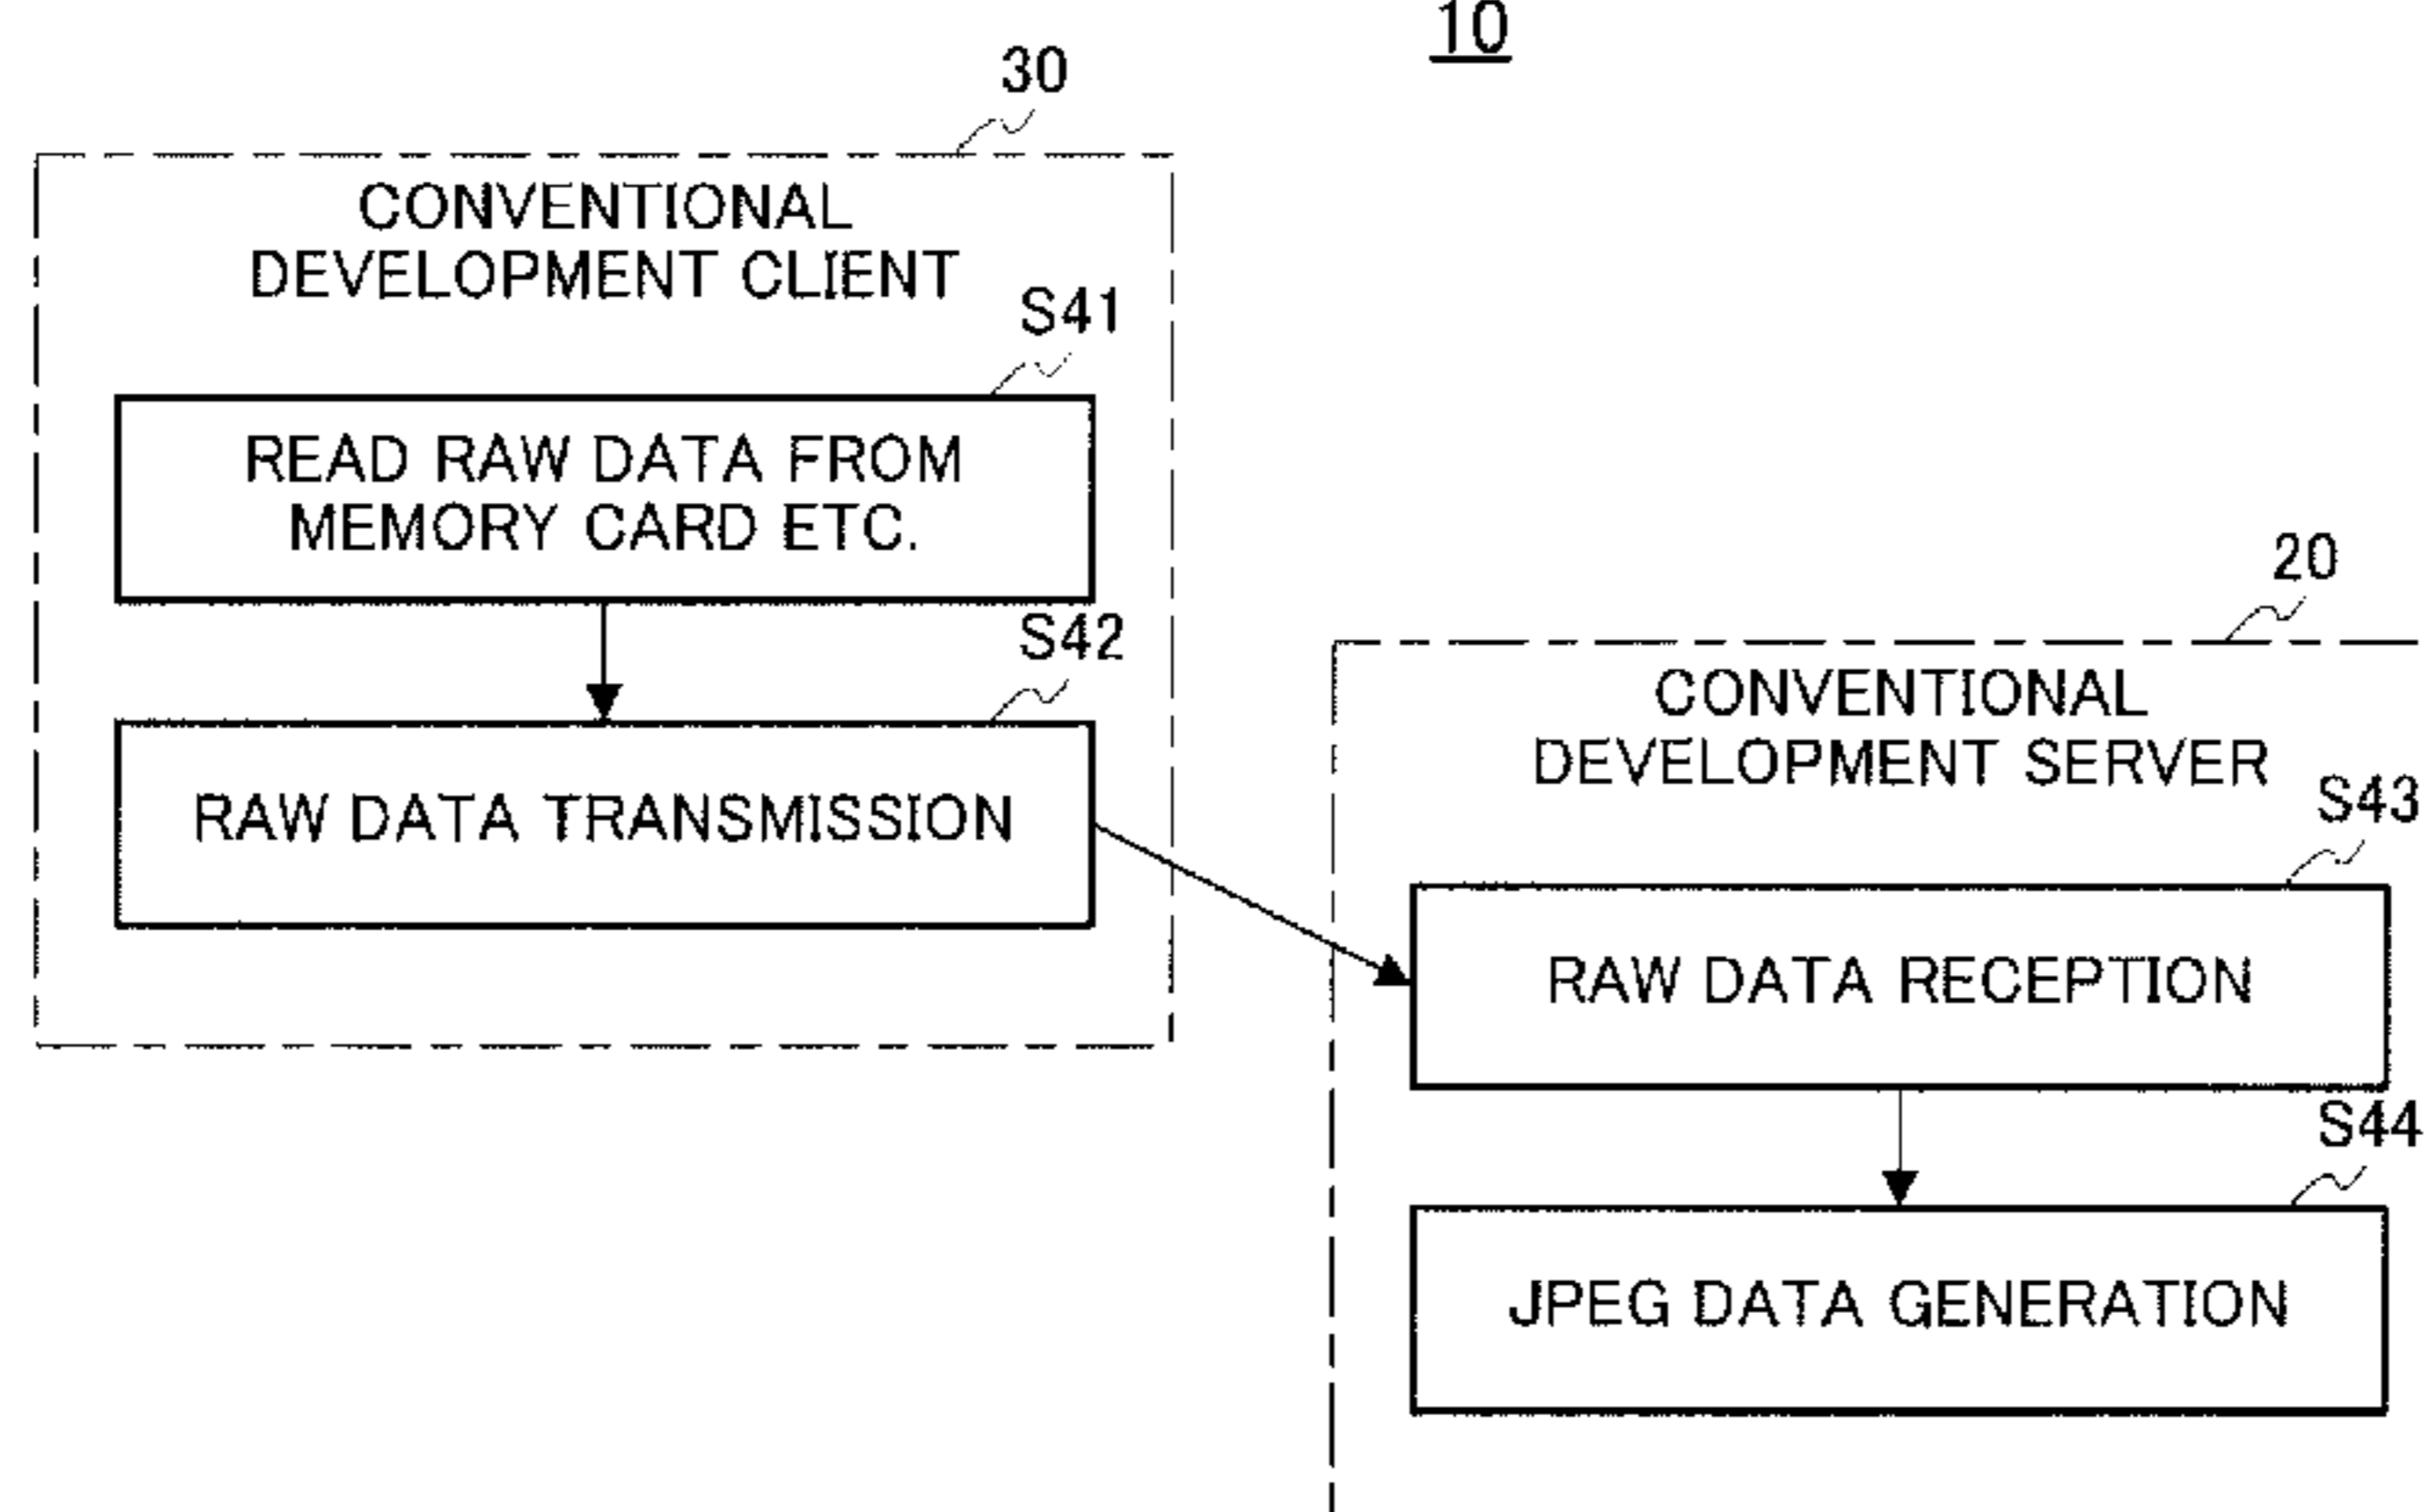 10
30
CONVENTIONAL
DEVELOPMENT CLIENT
S41
READ RAW DATA FROM
MEMORY CARD ETC.
S42
RAW DATA TRANSMISSION
20
CONVENTIONAL
DEVELOPMENT SERVER
S43
RAW DATA RECEPTION
S44
JPEG DATA GENERATION